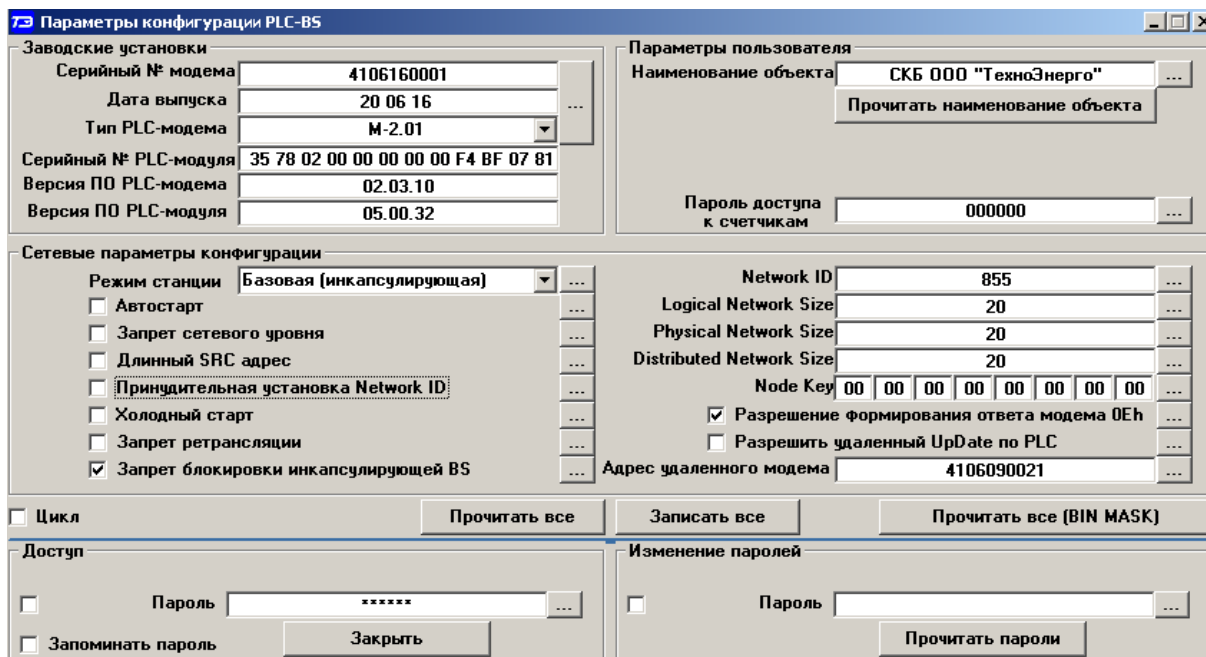 ТЭ Параметры конфигурации PLC-BS
Заводские установки
Серийный № модема 4106160001
Дата выпуска 20 06 16 ...
Тип PLC-модема М-2.01
Серийный № PLC-модуля 35 78 02 00 00 00 00 00 F4 BF 07 81
Версия ПО PLC-модема 02.03.10
Версия ПО PLC-модуля 05.00.32
Параметры пользователя
Наименование объекта СКБ ООО "ТехноЭнерго" ...
Прочитать наименование объекта
Пароль доступа
к счетчикам 000000 ...
Сетевые параметры конфигурации
Режим станции Базовая (инкапсулирующая) ...
Автостарт ...
Запрет сетевого уровня ...
Длинный SRC адрес ...
Принудительная установка Network ID ...
Холодный старт ...
Запрет ретрансляции ...
Запрет блокировки инкапсулирующей BS ...
Network ID 855 ...
Logical Network Size 20 ...
Physical Network Size 20 ...
Distributed Network Size 20 ...
Node Key 00 00 00 00 00 00 00 00 ...
Разрешение формирования ответа модема 0Eh ...
Разрешить удаленный UpDate по PLC ...
Адрес удаленного модема 4106090021 ...
Цикл Прочитать все Записать все Прочитать все (BIN MASK)
Доступ
Пароль ****** ...
Запоминать пароль Закрыть
Изменение паролей
Пароль ...
Прочитать пароли